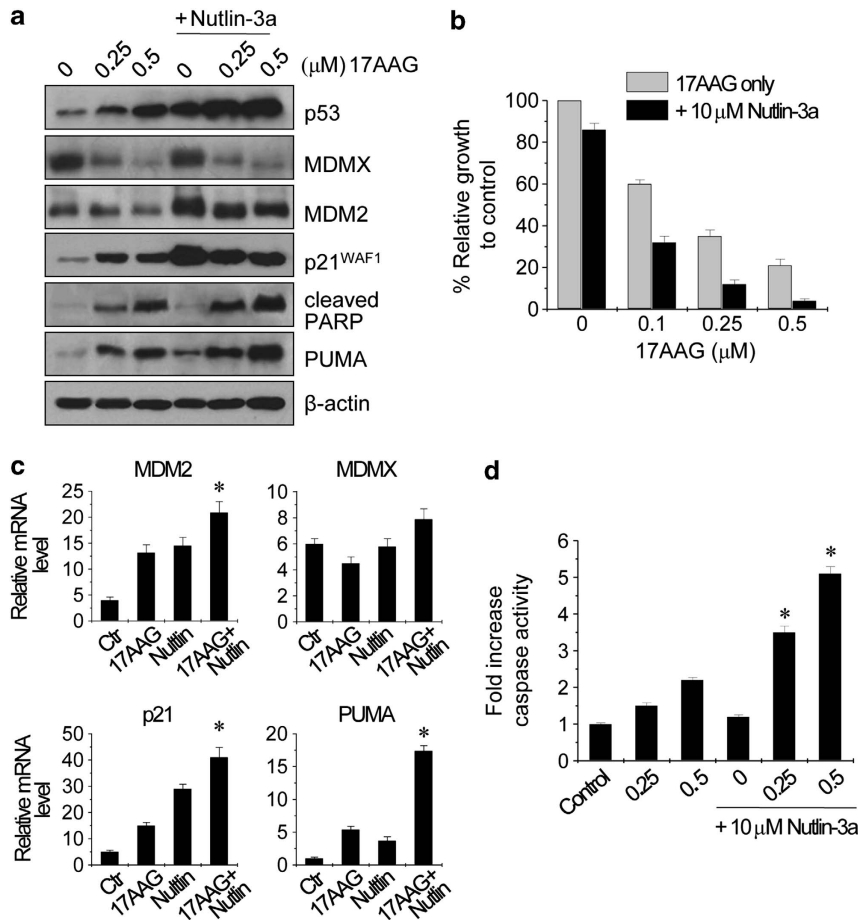 a
+ Nutlin-3a
0 0.25 0.5 0 0.25 0.5 (μM) 17AAG
p53
MDMX
MDM2
p21WAF1
cleaved
PARP
PUMA
β-actin
b
17AAG only
+ 10 μM Nutlin-3a
% Relative growth
to control
100
80
60
40
20
0
0 0.1 0.25 0.5
17AAG (μM)
c
MDM2
Relative mRNA
level
25
20
15
10
5
0
*
Ctr 17AAG Nuttlin 17AAG+
Nutlin
MDMX
10
8
6
4
2
0
Ctr 17AAG Nuttlin 17AAG+
Nutlin
p21
Relative mRNA
level
50
40
30
20
10
0
*
Ctr 17AAG Nuttlin 17AAG+
Nutlin
PUMA
20
15
10
5
0
*
Ctr 17AAG Nuttlin 17AAG+
Nutlin
d
Fold increase
caspase activity
6
5
4
3
2
1
0
* *
Control 0.25 0.5 0 0.25 0.5
+ 10 μM Nutlin-3a